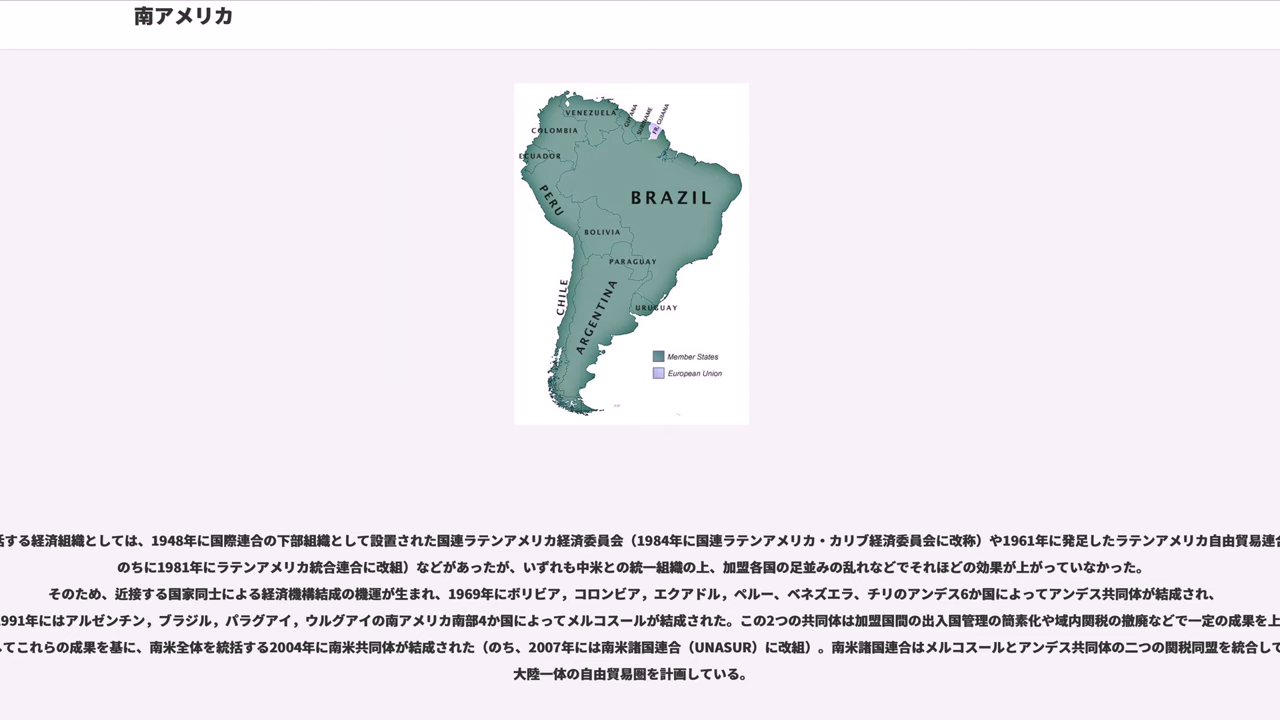 南アメリカ
VENEZUELA
GUYANA
SURINAME
FR. GUIANA
COLOMBIA
ECUADOR
PERU
BRAZIL
BOLIVIA
PARAGUAY
CHILE
ARGENTINA
URUGUAY
Member States
European Union
する経済組織としては、1948年に国際連合の下部組織として設置された国連ラテンアメリカ経済委員会（1984年に国連ラテンアメリカ・カリブ経済委員会に改称）や1961年に発足したラテンアメリカ自由貿易連合
のちに1981年にラテンアメリカ統合連合に改組）などがあったが、いずれも中米との統一組織の上、加盟各国の足並みの乱れなどでそれほどの効果が上がっていなかった。
そのため、近接する国家同士による経済機構結成の機運が生まれ、1969年にボリビア，コロンビア，エクアドル，ペルー、ベネズエラ、チリのアンデス6か国によってアンデス共同体が結成され、
991年にはアルゼンチン，ブラジル，パラグアイ，ウルグアイの南アメリカ南部4か国によってメルコスールが結成された。この2つの共同体は加盟国間の出入国管理の簡素化や域内関税の撤廃などで一定の成果を上
てこれらの成果を基に、南米全体を統括する2004年に南米共同体が結成された（のち、2007年には南米諸国連合（UNASUR）に改組）。南米諸国連合はメルコスールとアンデス共同体の二つの関税同盟を統合して
大陸一体の自由貿易圏を計画している。